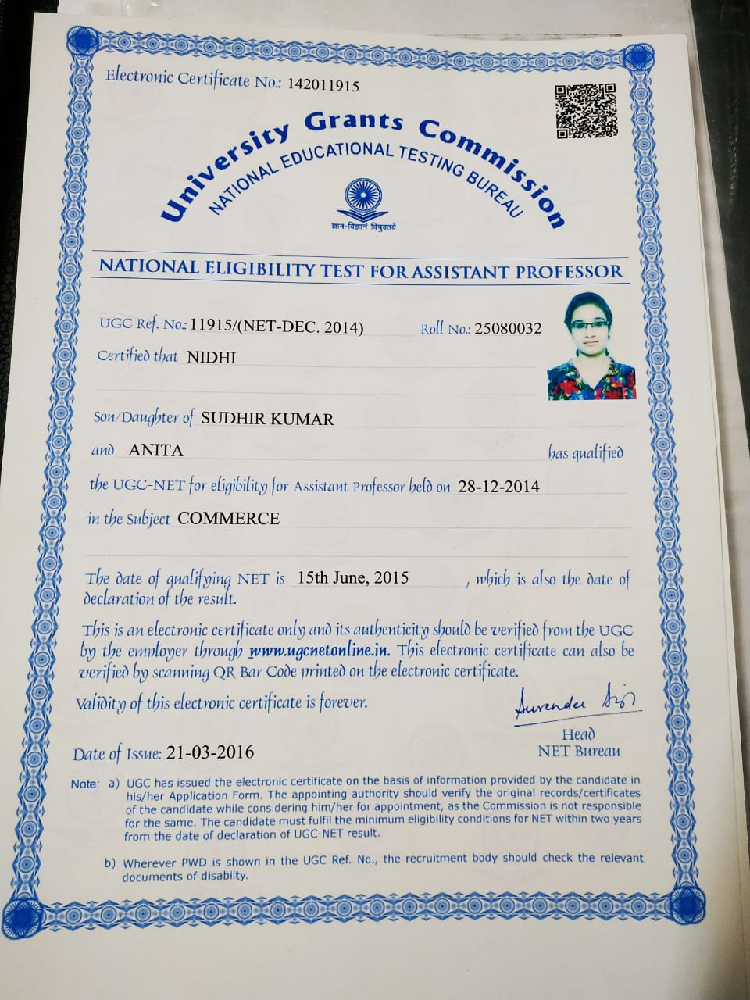 Electronic Certificate No.: 142011915
University Grants Commission
NATIONAL EDUCATIONAL TESTING BUREAU
ज्ञान-विज्ञानं विमुक्तये
NATIONAL ELIGIBILITY TEST FOR ASSISTANT PROFESSOR
UGC Ref. No.: 11915/(NET-DEC. 2014) Roll No.: 25080032
Certified that NIDHI
Son/Daughter of SUDHIR KUMAR
and ANITA has qualified
the UGC-NET for eligibility for Assistant Professor held on 28-12-2014
in the Subject COMMERCE
The date of qualifying NET is 15th June, 2015 , which is also the date of
declaration of the result.
This is an electronic certificate only and its authenticity should be verified from the UGC
by the employer through www.ugcnetonline.in. This electronic certificate can also be
verified by scanning QR Bar Code printed on the electronic certificate.
Validity of this electronic certificate is forever.
Head
NET Bureau
Date of Issue: 21-03-2016
Note: a) UGC has issued the electronic certificate on the basis of information provided by the candidate in
his/her Application Form. The appointing authority should verify the original records/certificates
of the candidate while considering him/her for appointment, as the Commission is not responsible
for the same. The candidate must fulfil the minimum eligibility conditions for NET within two years
from the date of declaration of UGC-NET result.
b) Wherever PWD is shown in the UGC Ref. No., the recruitment body should check the relevant
documents of disabilty.